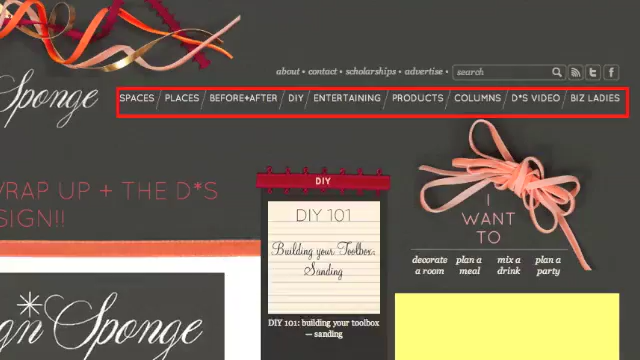 about • contact • scholarships • advertise •
search
Sponge
SPACES / PLACES / BEFORE+AFTER / DIY / ENTERTAINING / PRODUCTS / COLUMNS / D*S VIDEO / BIZ LADIES
WRAP UP + THE D*S
SIGN!!
DIY
DIY 101
Building your Toolbox:
Sanding
DIY 101: building your toolbox
— sanding
I
WANT
TO
decorate a room
plan a meal
mix a drink
plan a party
gn Sponge